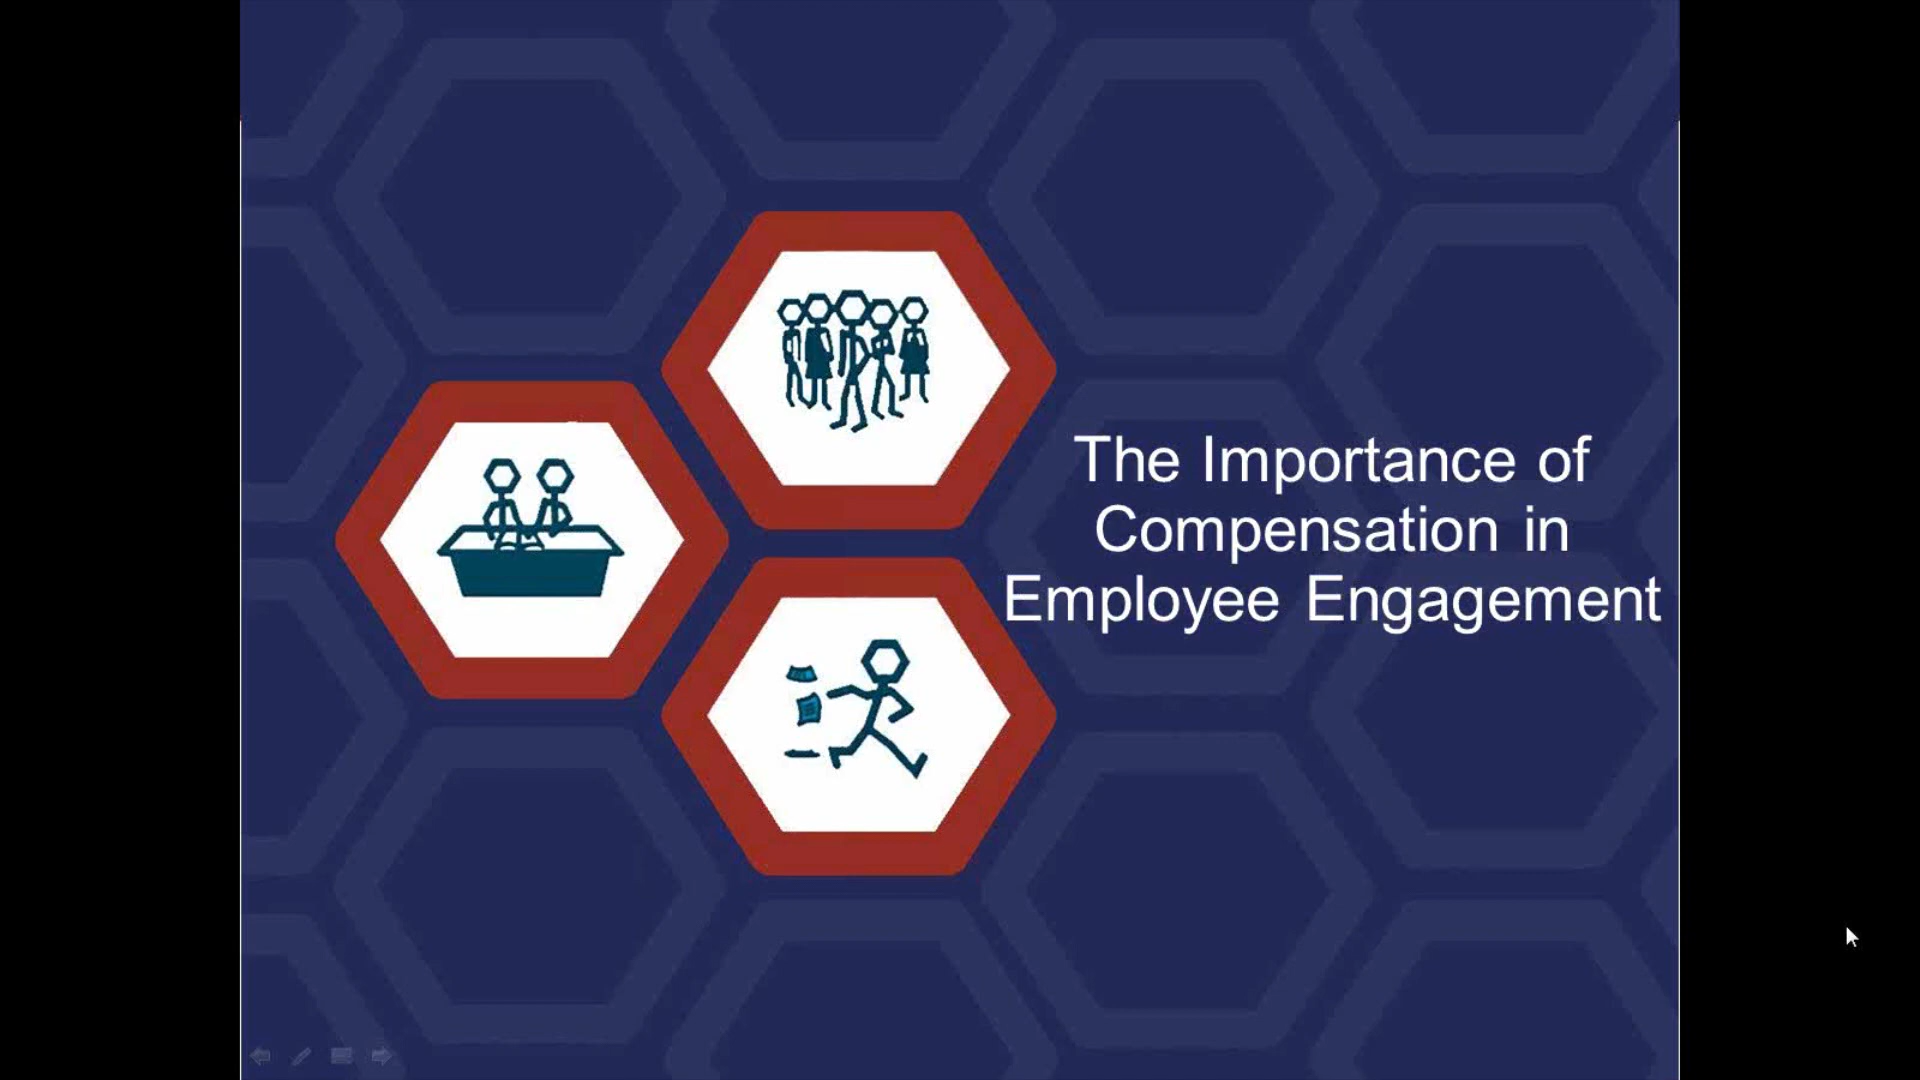 The Importance of
Compensation in
Employee Engagement